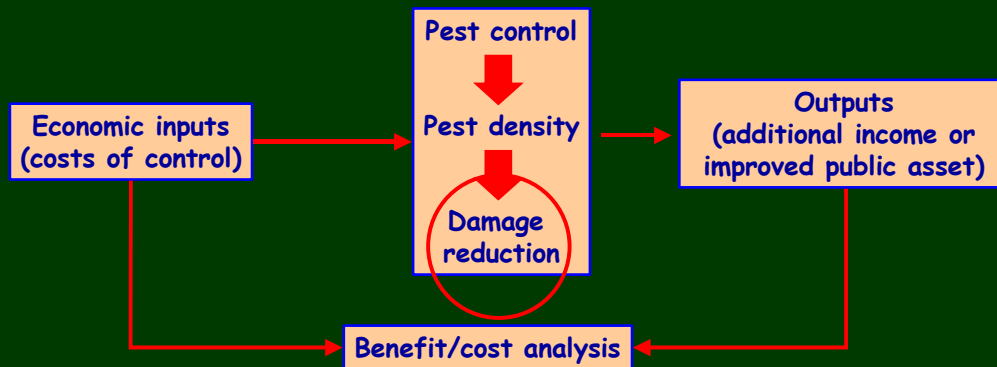 Economic inputs
(costs of control)
Pest control
Pest density
Damage
reduction
Outputs
(additional income or
improved public asset)
Benefit/cost analysis